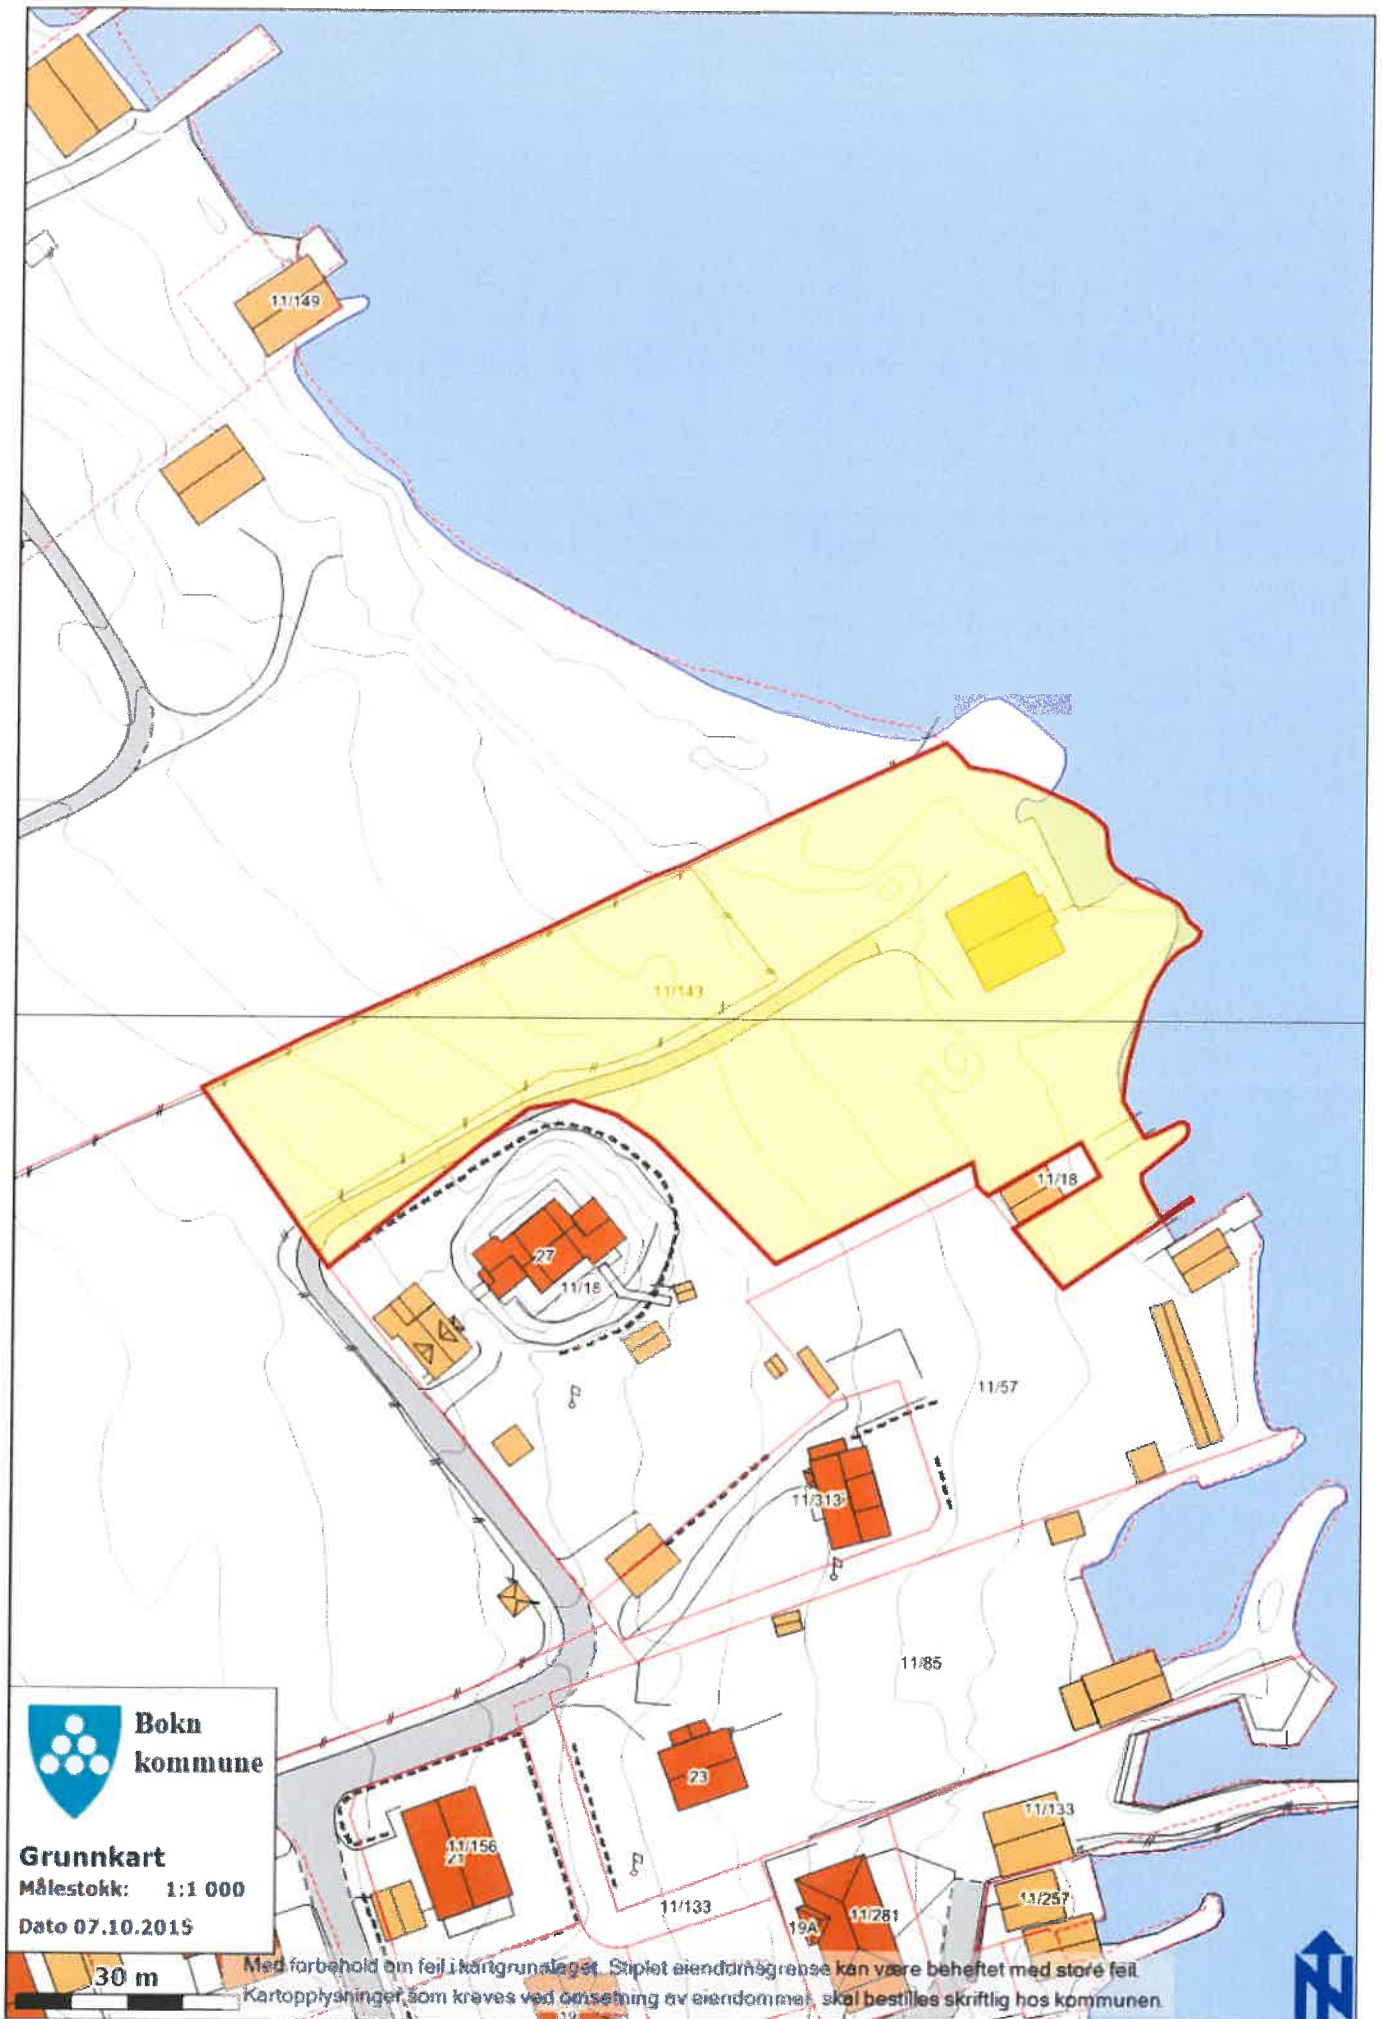 11/149
11/143
11/18
27
11/18
11/57
11/313
11/85
23
11/156
21
11/133
11/133
11/257
11/281
19A
19
Bokn
kommune
Grunnkart
Målestokk: 1:1 000
Dato 07.10.2015
30 m
Med forbehold om feil i kartgrunnlaget. Stiplet eiendomsgrense kan være beheftet med store feil.
Kartopplysninger som kreves ved omsetning av eiendommer skal bestilles skriftlig hos kommunen.
N